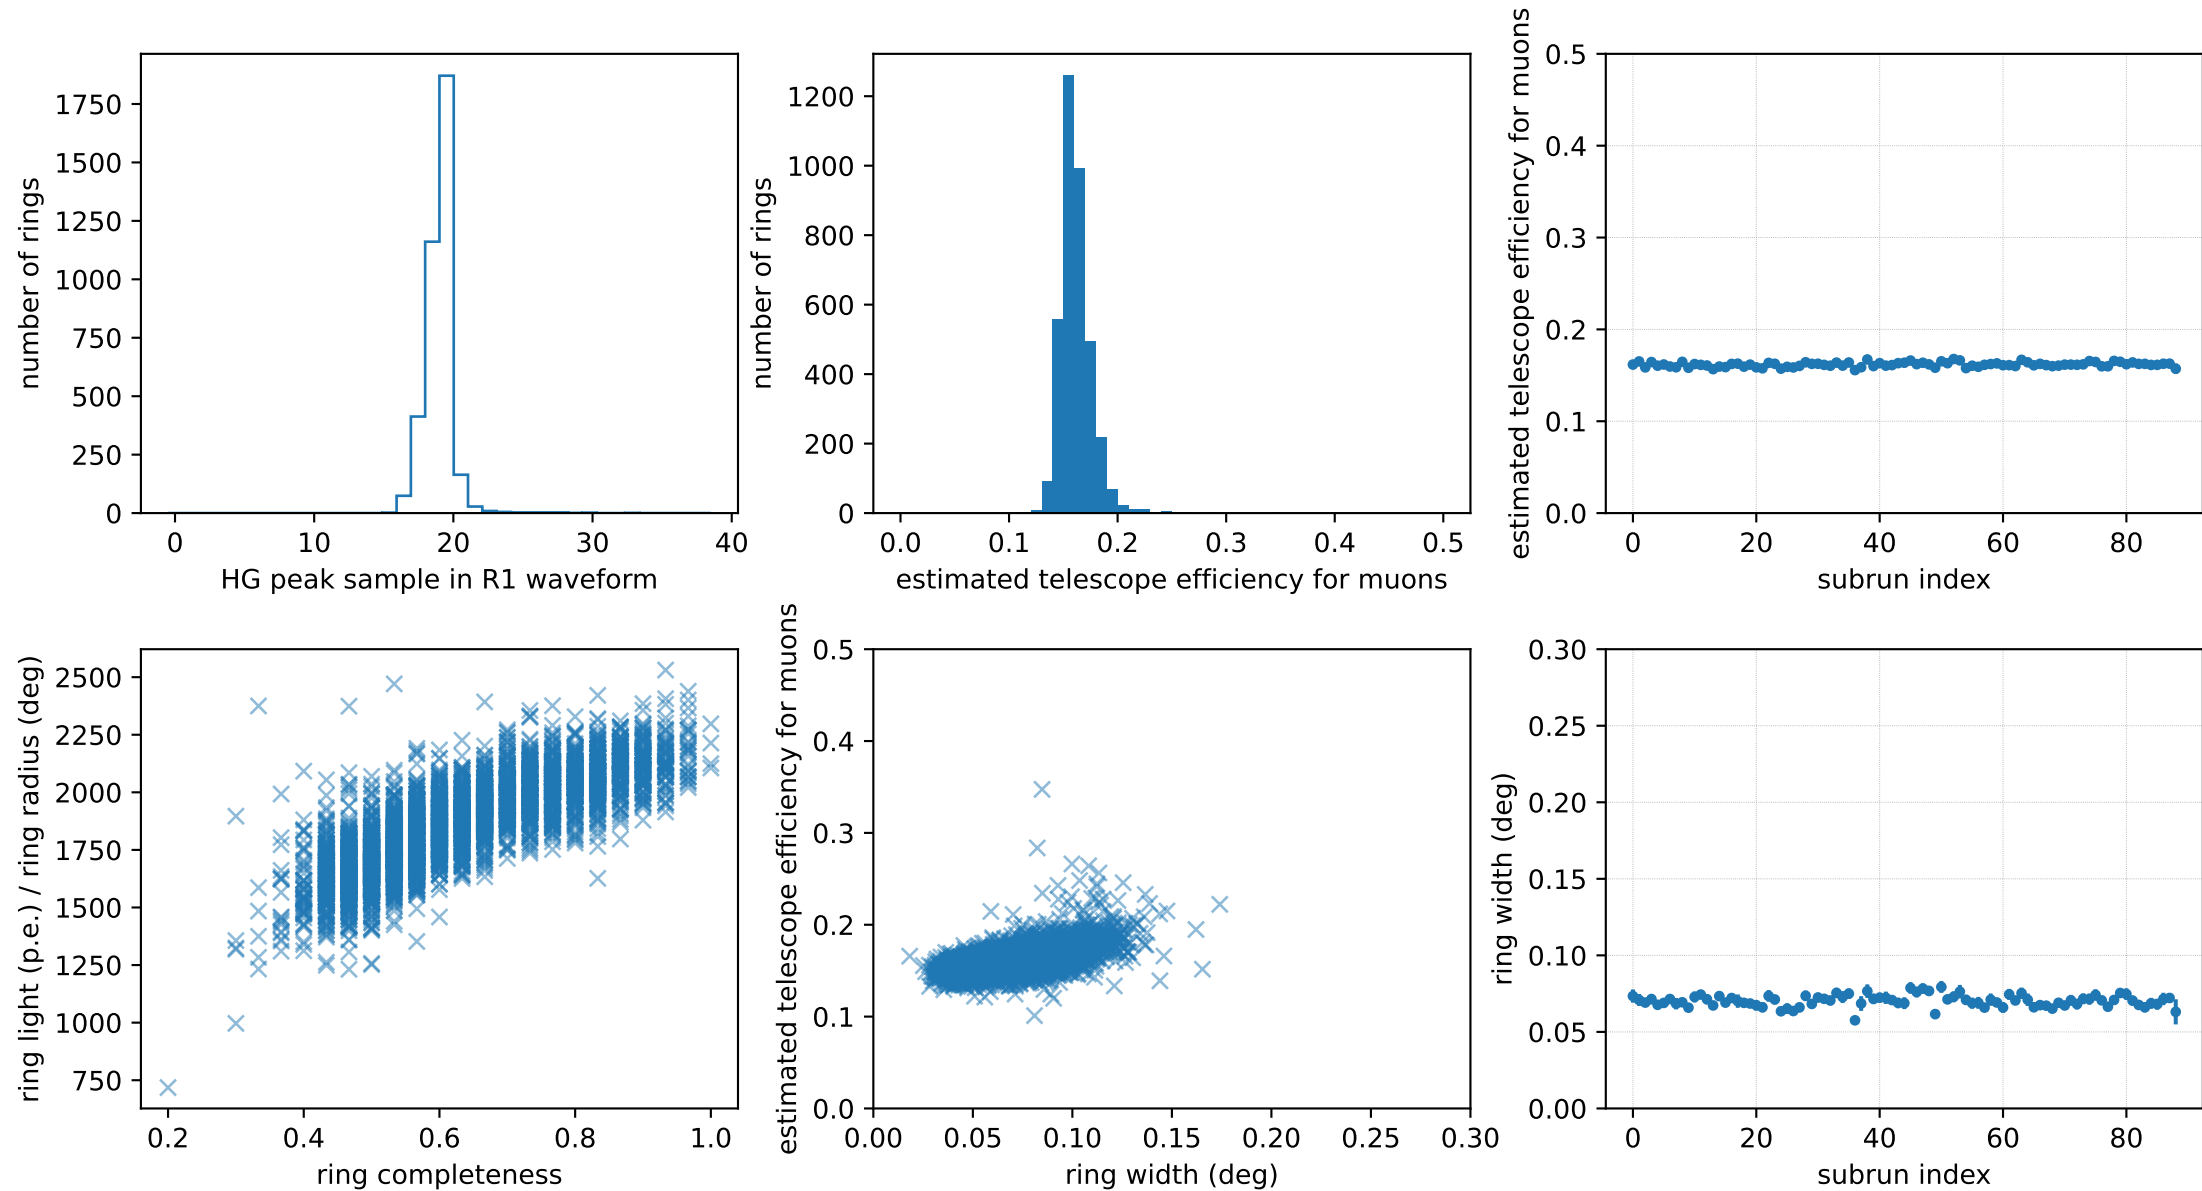 number of rings
1750
1500
1250
1000
750
500
250
0
0 10 20 30 40
HG peak sample in R1 waveform
number of rings
1200
1000
800
600
400
200
0
0.0 0.1 0.2 0.3 0.4 0.5
estimated telescope efficiency for muons
estimated telescope efficiency for muons
0.5
0.4
0.3
0.2
0.1
0.0
0 20 40 60 80
subrun index
ring light (p.e.) / ring radius (deg)
2500
2250
2000
1750
1500
1250
1000
750
0.2 0.4 0.6 0.8 1.0
ring completeness
estimated telescope efficiency for muons
0.5
0.4
0.3
0.2
0.1
0.0
0.00 0.05 0.10 0.15 0.20 0.25 0.30
ring width (deg)
ring width (deg)
0.30
0.25
0.20
0.15
0.10
0.05
0.00
0 20 40 60 80
subrun index